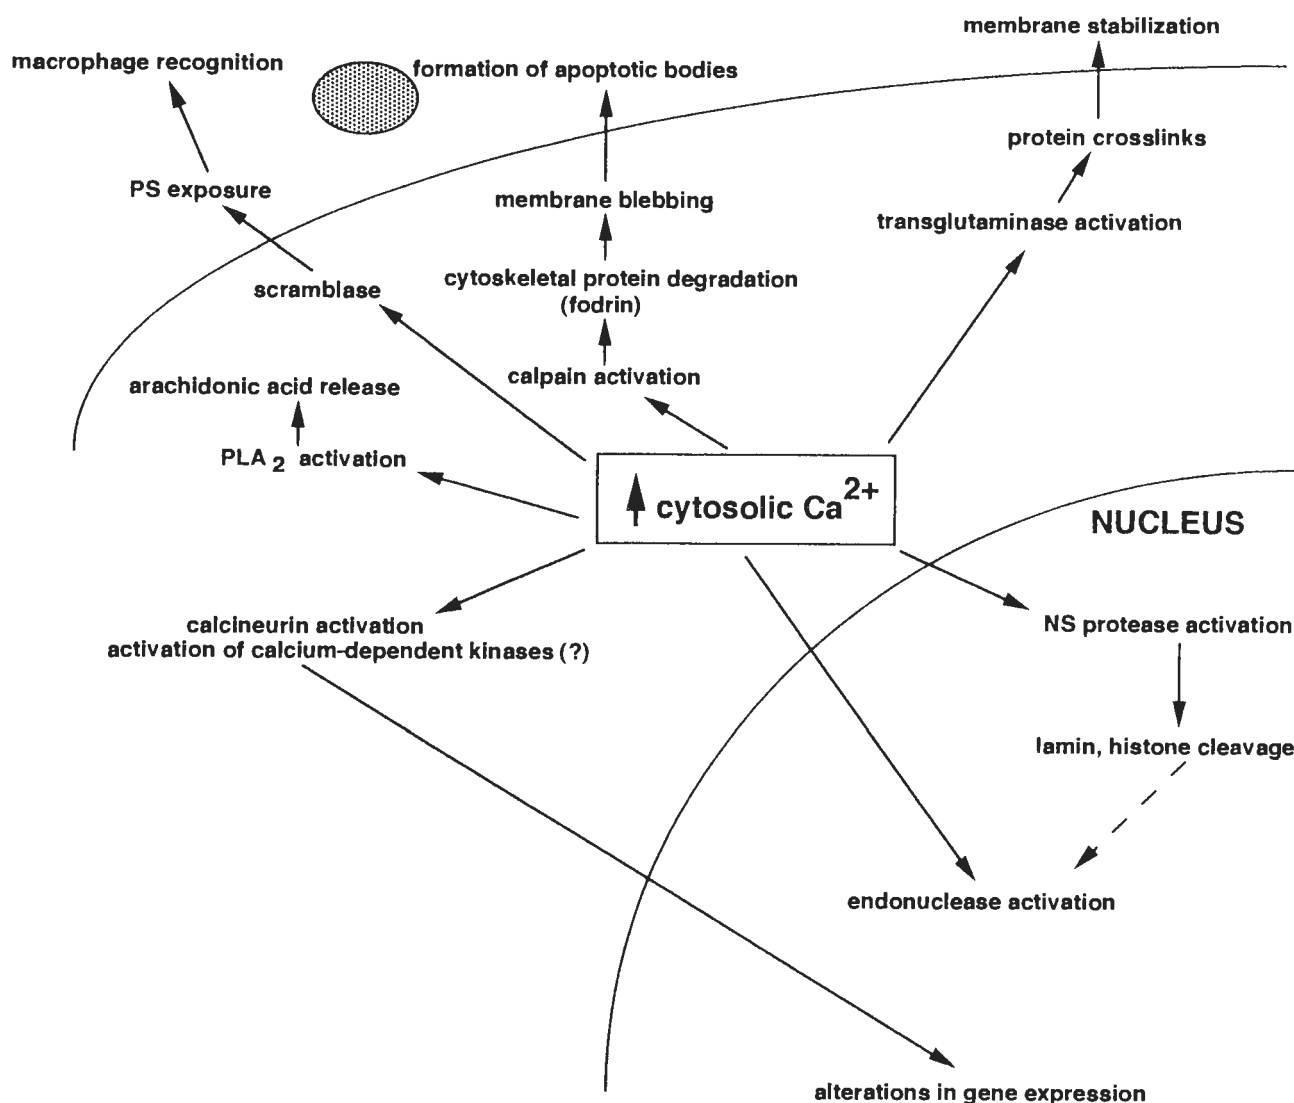 membrane stabilization
macrophage recognition
formation of apoptotic bodies
protein crosslinks
PS exposure
membrane blebbing
transglutaminase activation
scramblase
cytoskeletal protein degradation
(fodrin)
arachidonic acid release
calpain activation
PLA 2 activation
cytosolic Ca2+
NUCLEUS
calcineurin activation
activation of calcium-dependent kinases (?)
NS protease activation
lamin, histone cleavage
endonuclease activation
alterations in gene expression